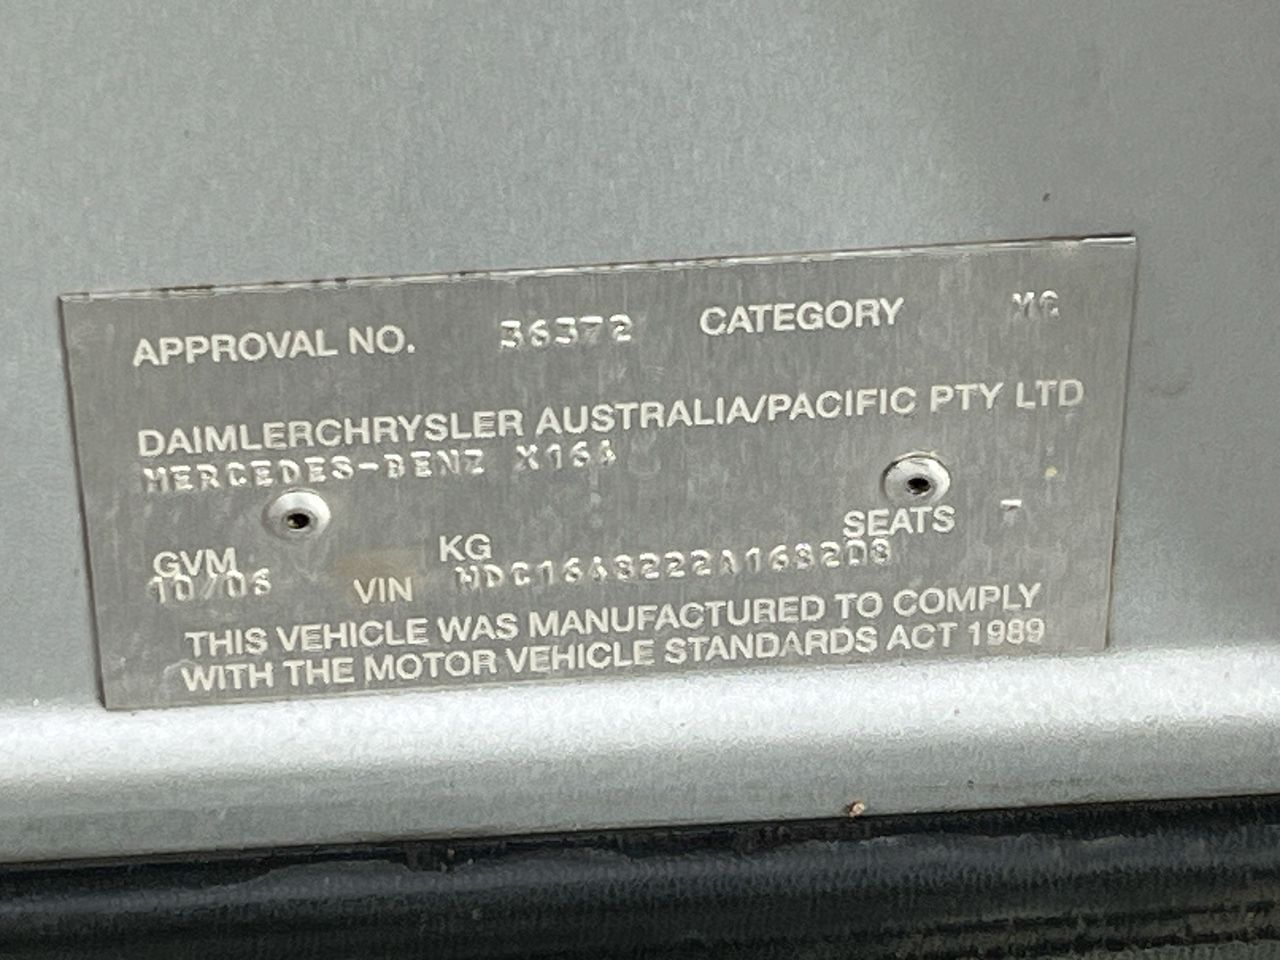 APPROVAL NO. 36372 CATEGORY MC
DAIMLERCHRYSLER AUSTRALIA/PACIFIC PTY LTD
MERCEDES-BENZ X164
GVM KG SEATS
10/06 VIN
THIS VEHICLE WAS MANUFACTURED TO COMPLY
WITH THE MOTOR VEHICLE STANDARDS ACT 1989